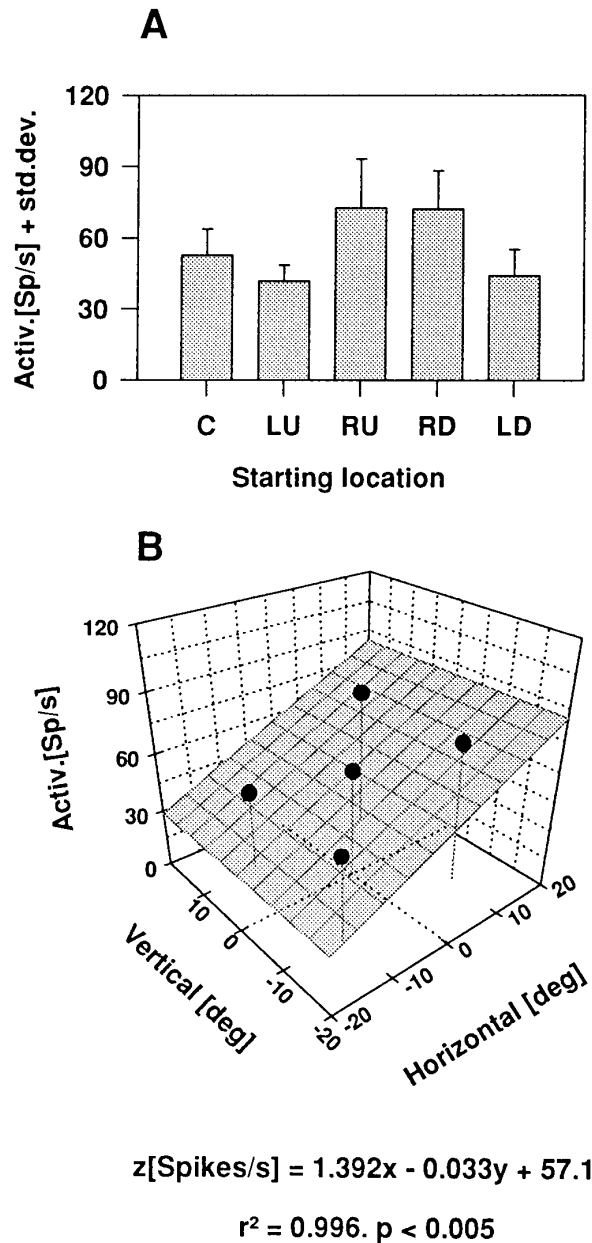 A
Activ.[Sp/s] + std.dev.
120
90
60
30
0
C LU RU RD LD
Starting location
B
Activ.[Sp/s]
120
90
60
30
0
10
0
-10
-20
Vertical [deg]
-20
-10
0
10
20
Horizontal [deg]
z[Spikes/s] = 1.392x - 0.033y + 57.1
r² = 0.996. p < 0.005